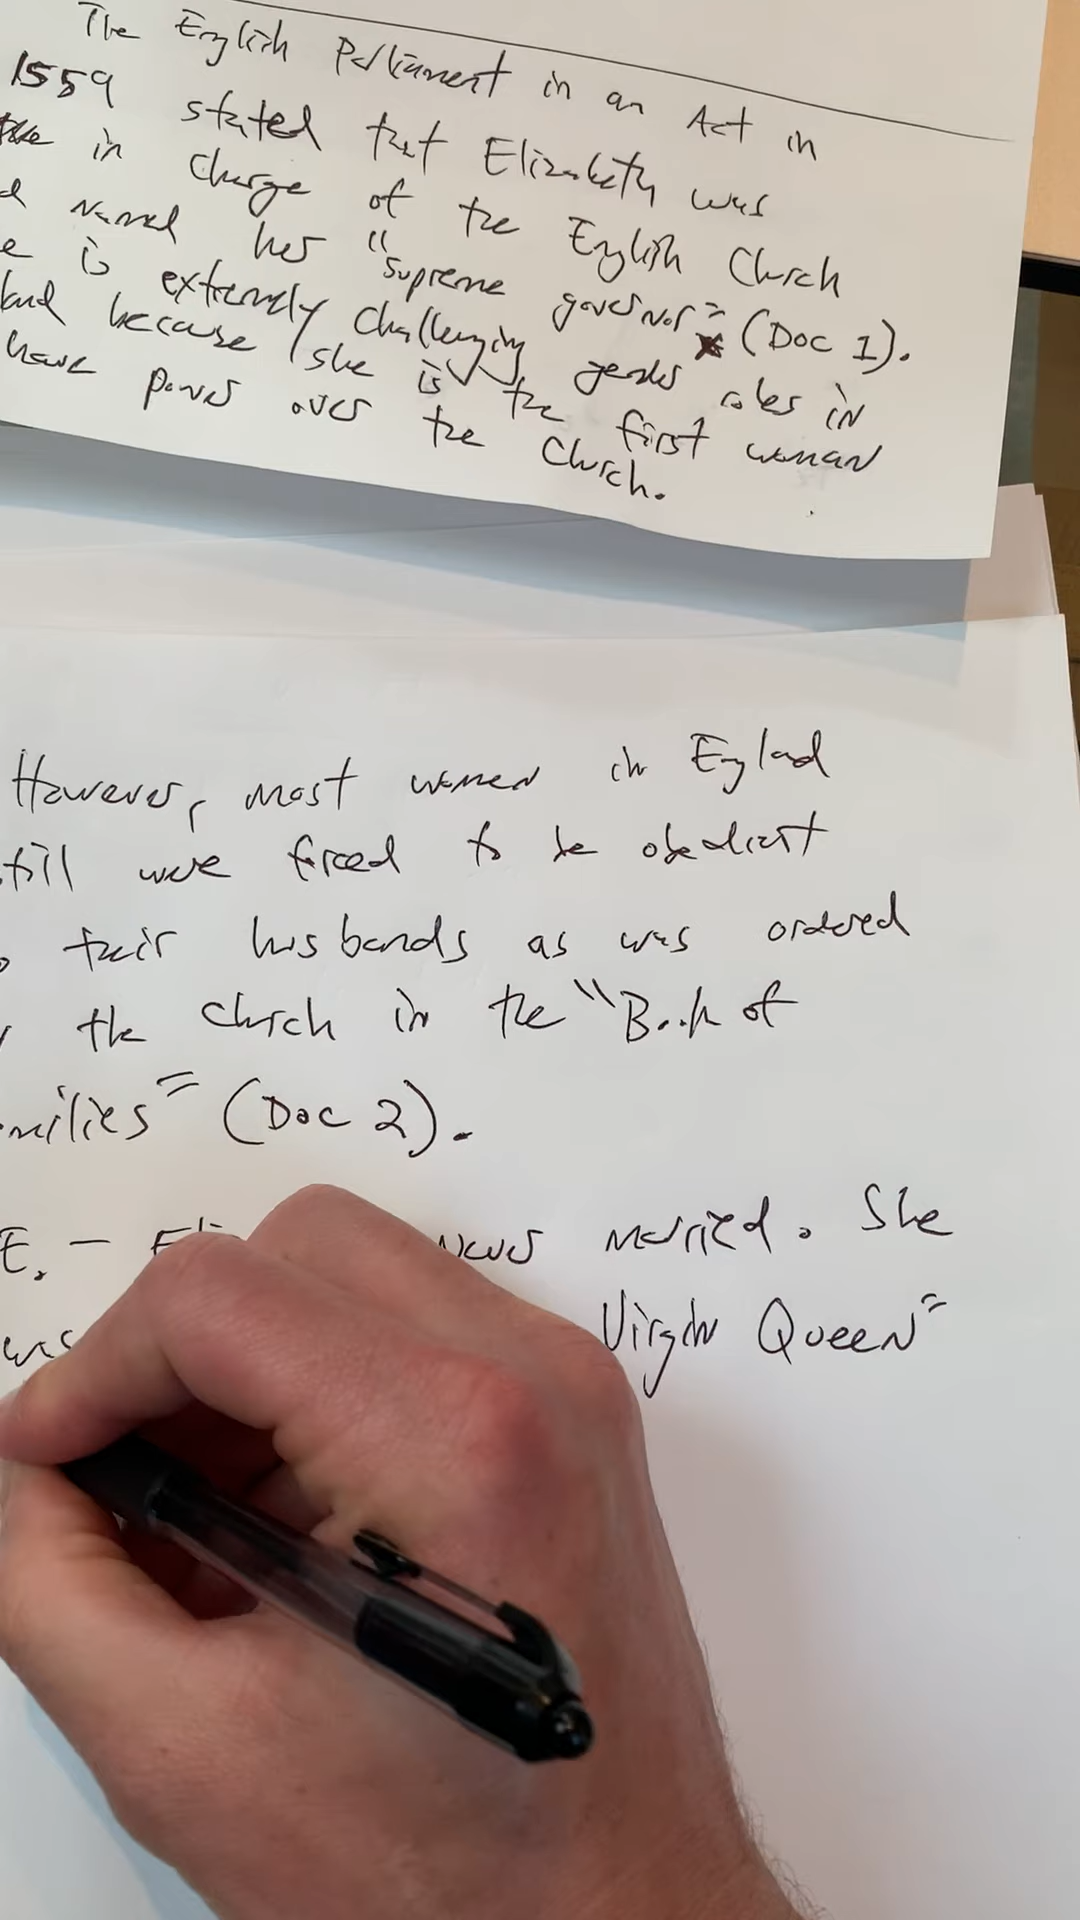 The English Parliament in an Act in
1559 stated that Elizabeth was
in charge of the English Church
named her "supreme governor" (Doc 1).
is extremely challenging gender roles in
because she is the first woman
have power over the Church.
However, most women in England
still were forced to be obedient
their husbands as was ordered
the church in the "Book of
(Doc 2).
E. – never married. She
Virgin Queen"